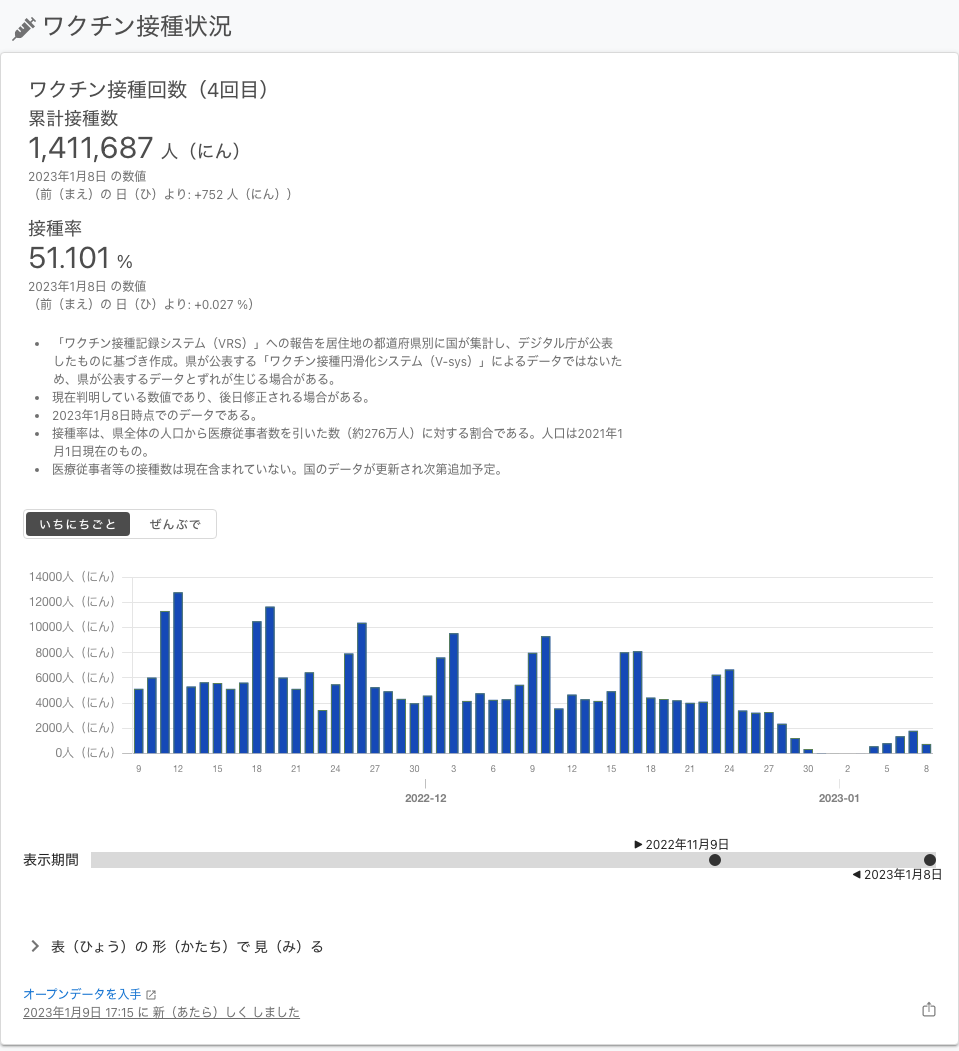 ワクチン接種状況
ワクチン接種回数（4回目）
累計接種数
1,411,687 人（にん）
2023年1月8日 の数値
（前（まえ）の 日（ひ）より: +752 人（にん））
接種率
51.101 %
2023年1月8日 の数値
（前（まえ）の 日（ひ）より: +0.027 %）
• 「ワクチン接種記録システム（VRS）」への報告を居住地の都道府県別に国が集計し、デジタル庁が公表
したものに基づき作成。県が公表する「ワクチン接種円滑化システム（V-sys）」によるデータではないた
め、県が公表するデータとずれが生じる場合がある。
• 現在判明している数値であり、後日修正される場合がある。
• 2023年1月8日時点でのデータである。
• 接種率は、県全体の人口から医療従事者数を引いた数（約276万人）に対する割合である。人口は2021年1
月1日現在のもの。
• 医療従事者等の接種数は現在含まれていない。国のデータが更新され次第追加予定。
いちにちごと ぜんぶで
14000人（にん）
12000人（にん）
10000人（にん）
8000人（にん）
6000人（にん）
4000人（にん）
2000人（にん）
0人（にん）
9 12 15 18 21 24 27 30 3 6 9 12 15 18 21 24 27 30 2 5 8
2022-12 2023-01
2022年11月9日
表示期間
2023年1月8日
表（ひょう）の 形（かたち）で 見（み）る
オープンデータを入手
2023年1月9日 17:15 に 新（あたら）しく しました